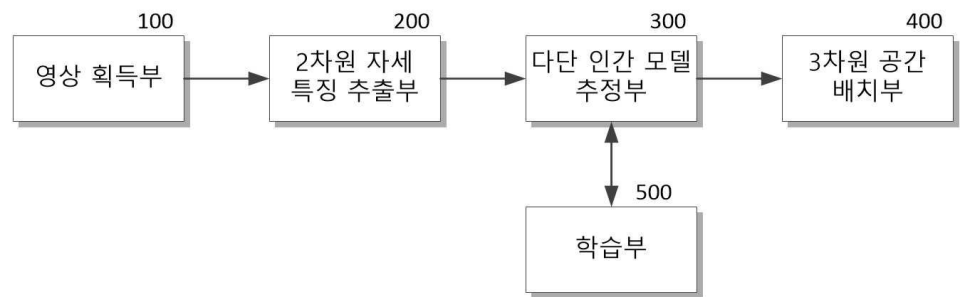 100
영상 획득부
200
2차원 자세
특징 추출부
300
다단 인간 모델
추정부
400
3차원 공간
배치부
500
학습부